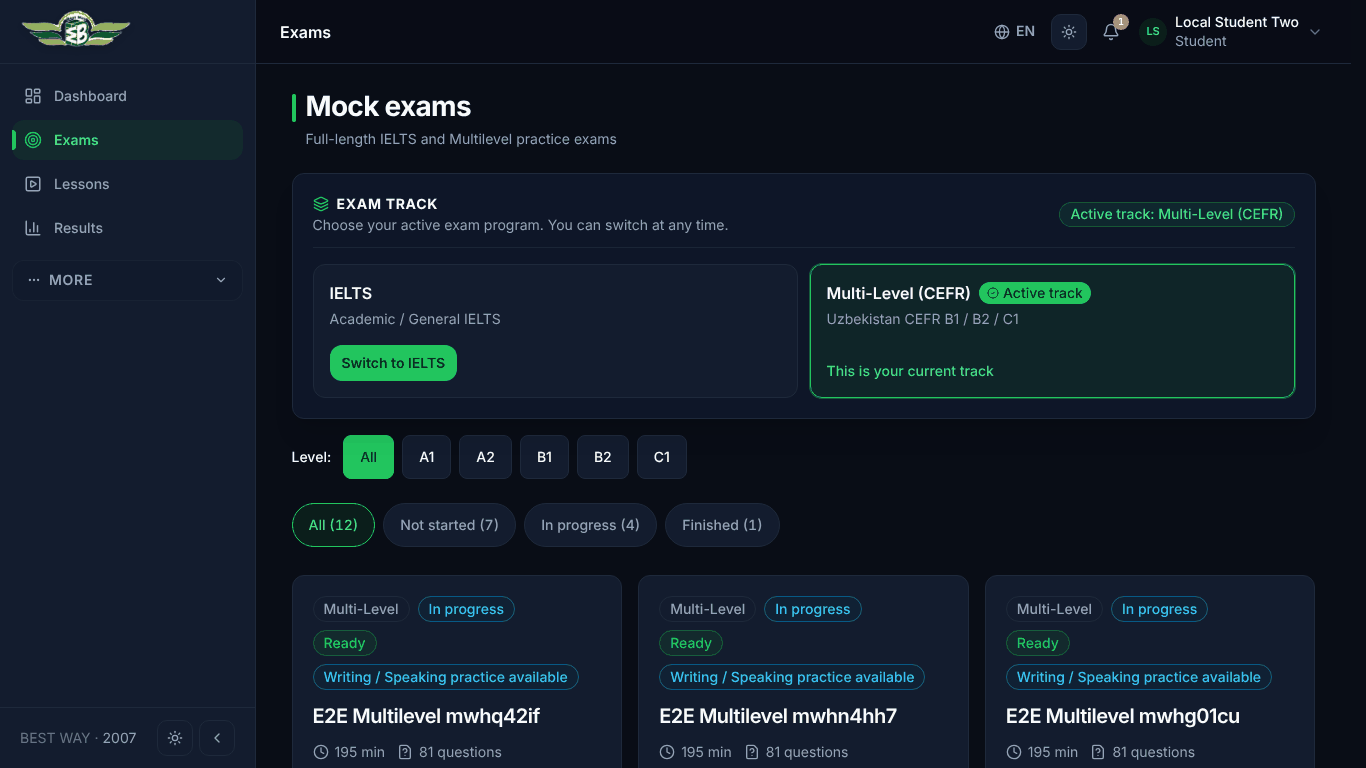 EB
Exams
EN
1
LS
Local Student Two
Student
Dashboard
Exams
Lessons
Results
MORE
Mock exams
Full-length IELTS and Multilevel practice exams
EXAM TRACK
Choose your active exam program. You can switch at any time.
Active track: Multi-Level (CEFR)
IELTS
Academic / General IELTS
Switch to IELTS
Multi-Level (CEFR) Active track
Uzbekistan CEFR B1 / B2 / C1
This is your current track
Level: All A1 A2 B1 B2 C1
All (12) Not started (7) In progress (4) Finished (1)
Multi-Level In progress
Ready
Writing / Speaking practice available
E2E Multilevel mwhq42if
195 min 81 questions
Multi-Level In progress
Ready
Writing / Speaking practice available
E2E Multilevel mwhn4hh7
195 min 81 questions
Multi-Level In progress
Ready
Writing / Speaking practice available
E2E Multilevel mwhg01cu
195 min 81 questions
BEST WAY · 2007